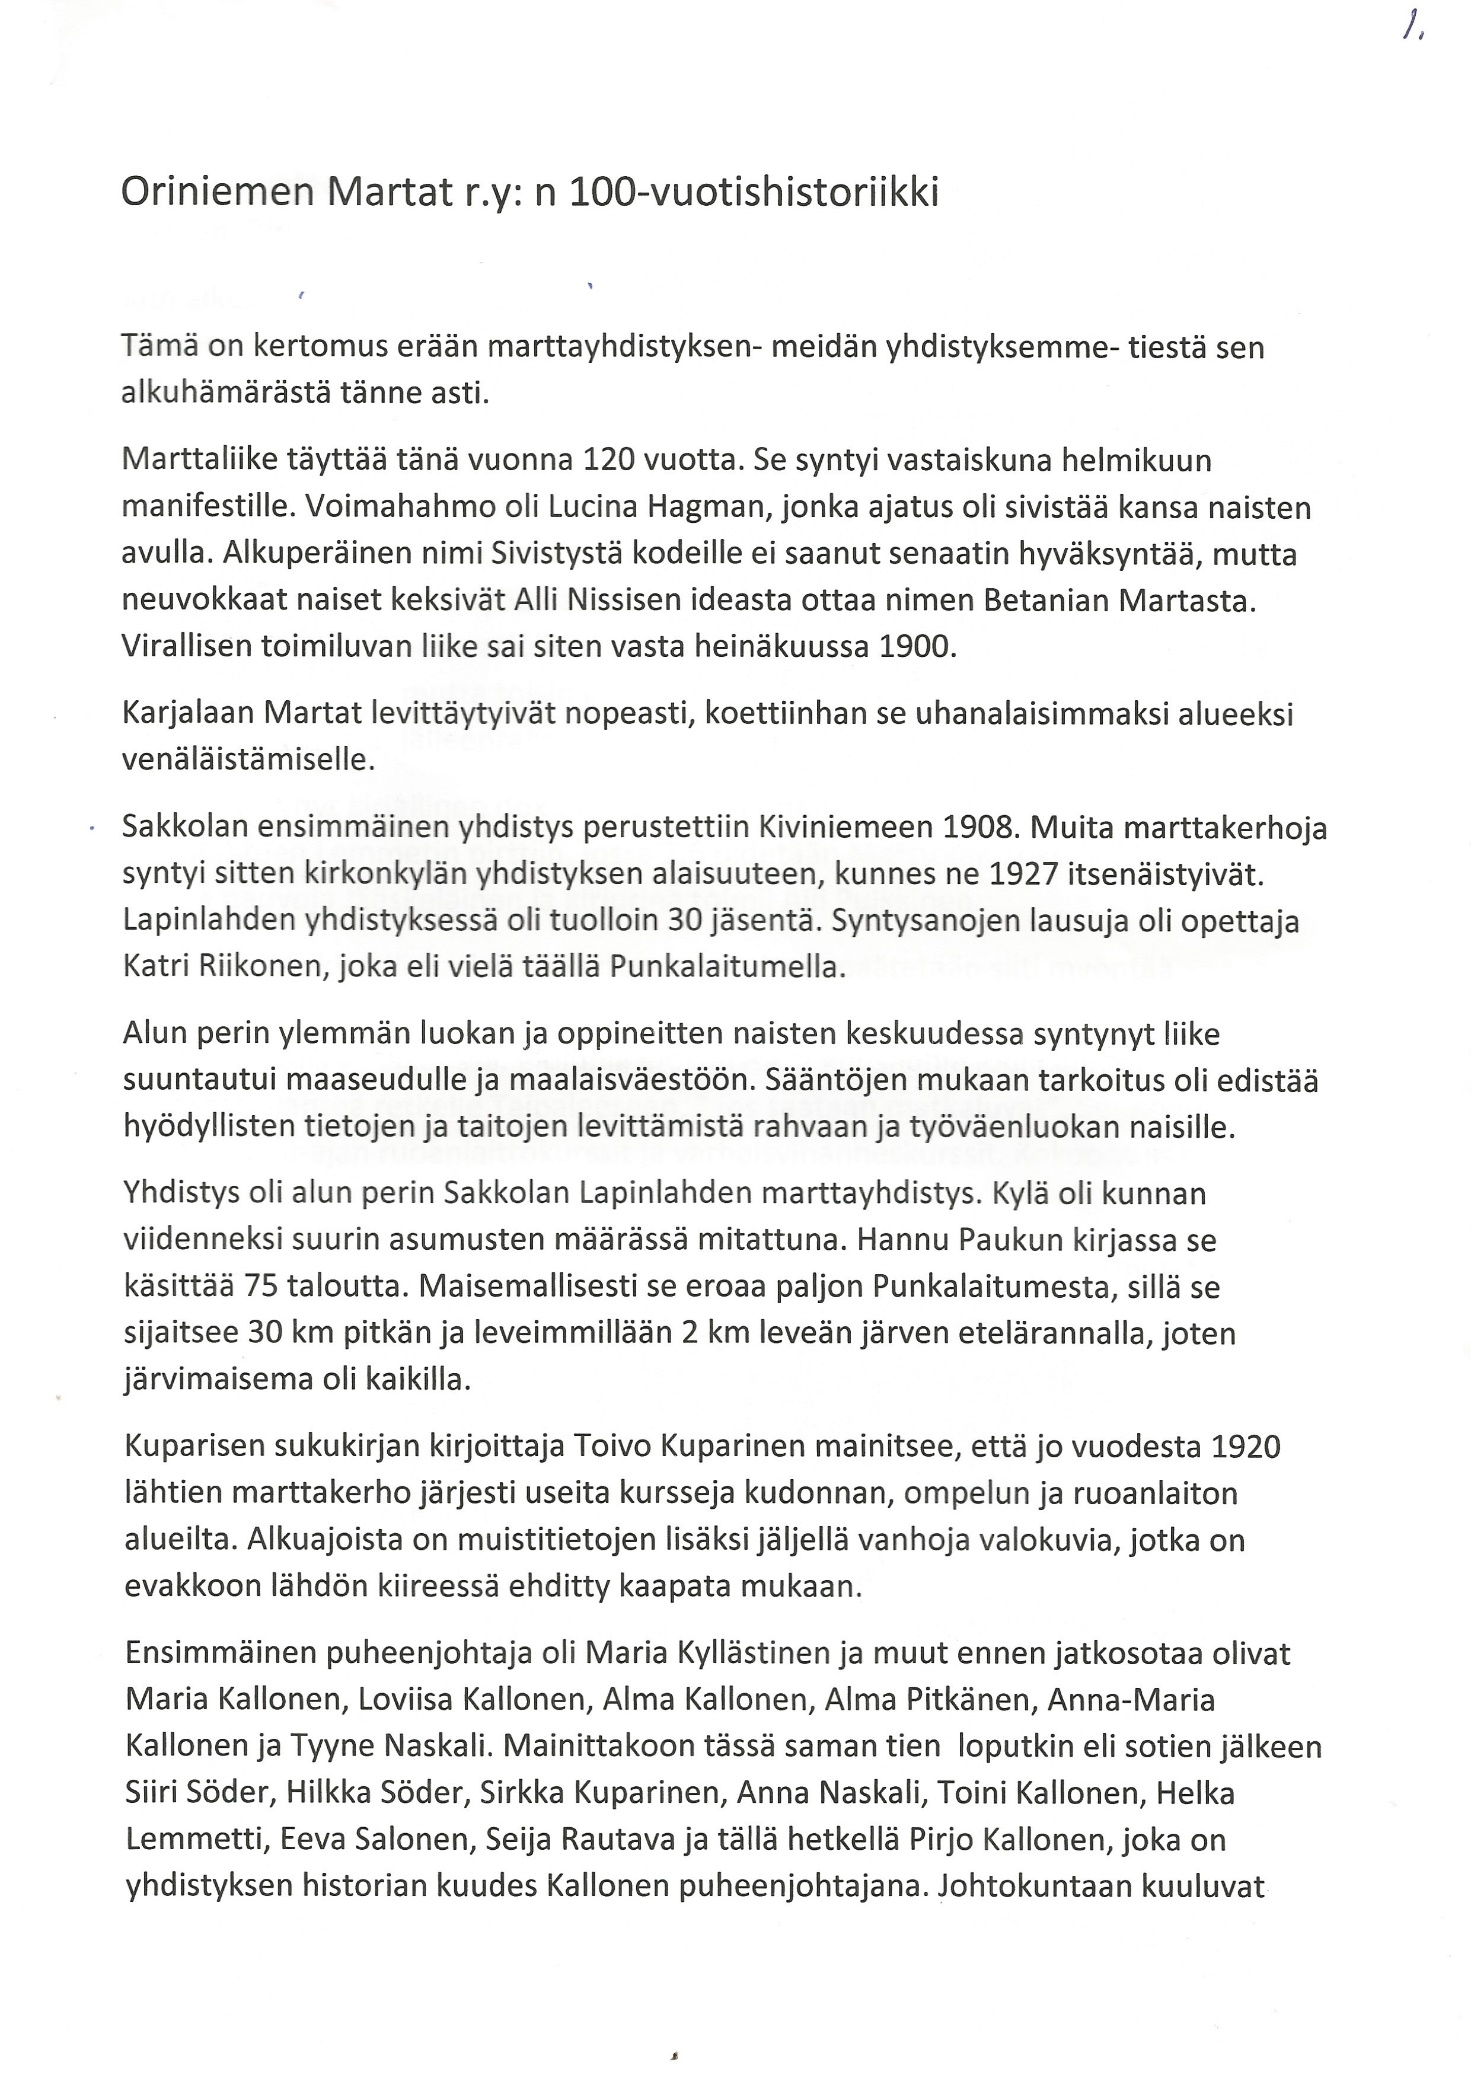 1.
Oriniemen Martat r.y: n 100-vuotishistoriikki
Tämä on kertomus erään marttayhdistyksen- meidän yhdistyksemme- tiestä sen
alkuhämärästä tänne asti.
Marttaliike täyttää tänä vuonna 120 vuotta. Se syntyi vastaiskuna helmikuun
manifestille. Voimahahmo oli Lucina Hagman, jonka ajatus oli sivistää kansa naisten
avulla. Alkuperäinen nimi Sivistystä kodeille ei saanut senaatin hyväksyntää, mutta
neuvokkaat naiset keksivät Alli Nissisen ideasta ottaa nimen Betanian Martasta.
Virallisen toimiluvan liike sai siten vasta heinäkuussa 1900.
Karjalaan Martat levittäytyivät nopeasti, koettiinhan se uhanalaisimmaksi alueeksi
venäläistämiselle.
Sakkolan ensimmäinen yhdistys perustettiin Kiviniemeen 1908. Muita marttakerhoja
syntyi sitten kirkonkylän yhdistyksen alaisuuteen, kunnes ne 1927 itsenäistyivät.
Lapinlahden yhdistyksessä oli tuolloin 30 jäsentä. Syntysanojen lausuja oli opettaja
Katri Riikonen, joka eli vielä täällä Punkalaitumella.
Alun perin ylemmän luokan ja oppineitten naisten keskuudessa syntynyt liike
suuntautui maaseudulle ja maalaisväestöön. Sääntöjen mukaan tarkoitus oli edistää
hyödyllisten tietojen ja taitojen levittämistä rahvaan ja työväenluokan naisille.
Yhdistys oli alun perin Sakkolan Lapinlahden marttayhdistys. Kylä oli kunnan
viidenneksi suurin asumusten määrässä mitattuna. Hannu Paukun kirjassa se
käsittää 75 taloutta. Maisemallisesti se eroaa paljon Punkalaitumesta, sillä se
sijaitsee 30 km pitkän ja leveimmillään 2 km leveän järven etelärannalla, joten
järvimaisema oli kaikilla.
Kuparisen sukukirjan kirjoittaja Toivo Kuparinen mainitsee, että jo vuodesta 1920
lähtien marttakerho järjesti useita kursseja kudonnan, ompelun ja ruoanlaiton
alueilta. Alkuajoista on muistitietojen lisäksi jäljellä vanhoja valokuvia, jotka on
evakkoon lähdön kiireessä ehditty kaapata mukaan.
Ensimmäinen puheenjohtaja oli Maria Kyllästinen ja muut ennen jatkosotaa olivat
Maria Kallonen, Loviisa Kallonen, Alma Kallonen, Alma Pitkänen, Anna-Maria
Kallonen ja Tyyne Naskali. Mainittakoon tässä saman tien  loputkin eli sotien jälkeen
Siiri Söder, Hilkka Söder, Sirkka Kuparinen, Anna Naskali, Toini Kallonen, Helka
Lemmetti, Eeva Salonen, Seija Rautava ja tällä hetkellä Pirjo Kallonen, joka on
yhdistyksen historian kuudes Kallonen puheenjohtajana. Johtokuntaan kuuluvat